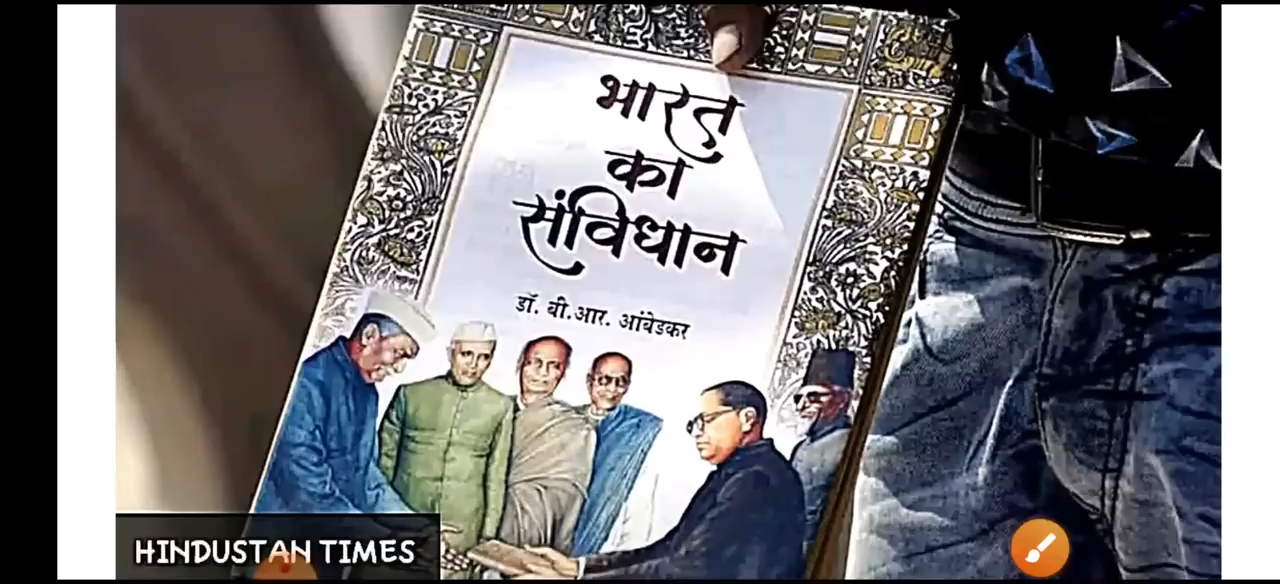 भारत
का
संविधान
डॉ. बी.आर. आंबेडकर
HINDUSTAN TIMES